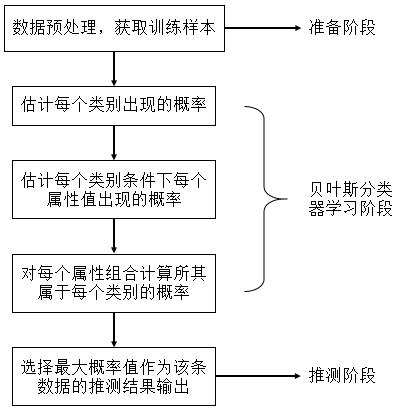 数据预处理，获取训练样本
准备阶段
估计每个类别出现的概率
估计每个类别条件下每个
属性值出现的概率
贝叶斯分类
器学习阶段
对每个属性组合计算所其
属于每个类别的概率
选择最大概率值作为该条
数据的推测结果输出
推测阶段